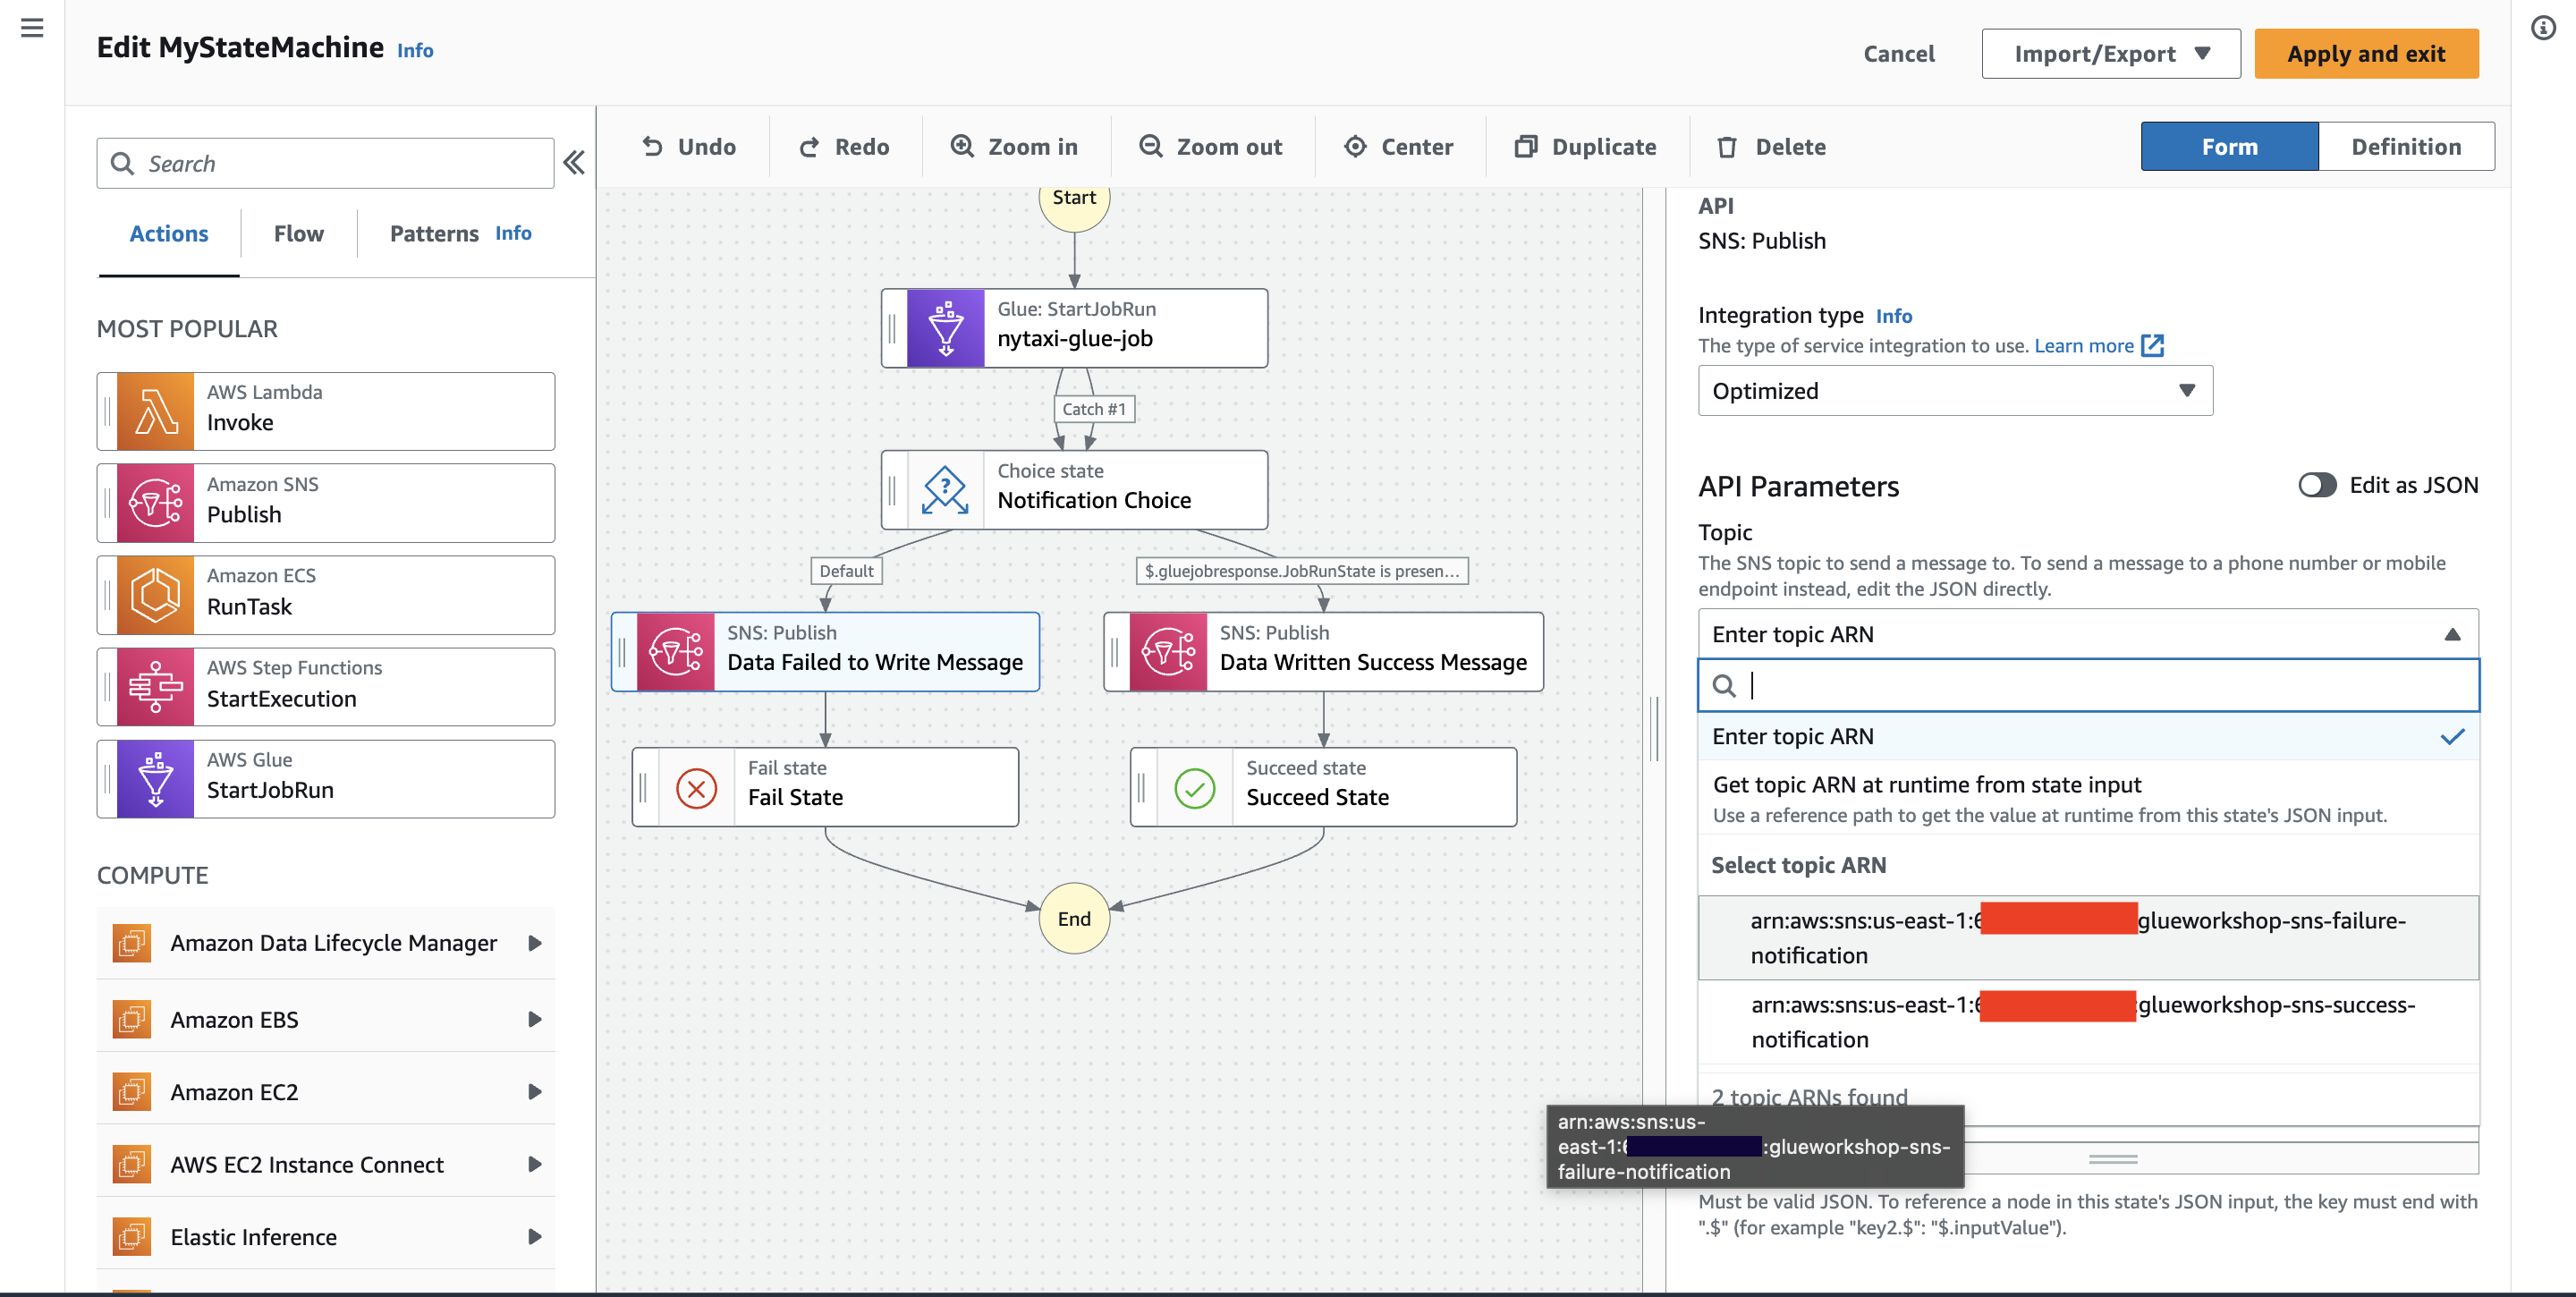 Edit MyStateMachine Info
Cancel
Import/Export
Apply and exit
Search
Actions
Flow
Patterns Info
MOST POPULAR
AWS Lambda
Invoke
Amazon SNS
Publish
Amazon ECS
RunTask
AWS Step Functions
StartExecution
AWS Glue
StartJobRun
COMPUTE
Amazon Data Lifecycle Manager
Amazon EBS
Amazon EC2
AWS EC2 Instance Connect
Elastic Inference
Undo
Redo
Zoom in
Zoom out
Center
Duplicate
Delete
Form
Definition
Start
Glue: StartJobRun
nytaxi-glue-job
Catch #1
Choice state
Notification Choice
Default
$.gluejobresponse.JobRunState is presen...
SNS: Publish
Data Failed to Write Message
SNS: Publish
Data Written Success Message
Fail state
Fail State
Succeed state
Succeed State
End
API
SNS: Publish
Integration type Info
The type of service integration to use. Learn more
Optimized
API Parameters
Edit as JSON
Topic
The SNS topic to send a message to. To send a message to a phone number or mobile
endpoint instead, edit the JSON directly.
Enter topic ARN
Enter topic ARN
Get topic ARN at runtime from state input
Use a reference path to get the value at runtime from this state's JSON input.
Select topic ARN
arn:aws:sns:us-east-1:6 glueworkshop-sns-failure-
notification
arn:aws:sns:us-east-1:6 :glueworkshop-sns-success-
notification
2 topic ARNs found
arn:aws:sns:us-
east-1:6 :glueworkshop-sns-
failure-notification
Must be valid JSON. To reference a node in this state's JSON input, the key must end with
".$" (for example "key2.$": "$.inputValue").